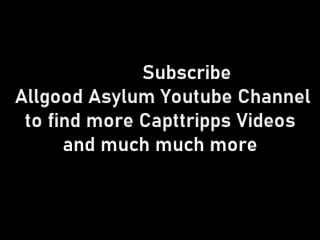 Subscribe
Allgood Asylum Youtube Channel
to find more Capttripps Videos
and much much more